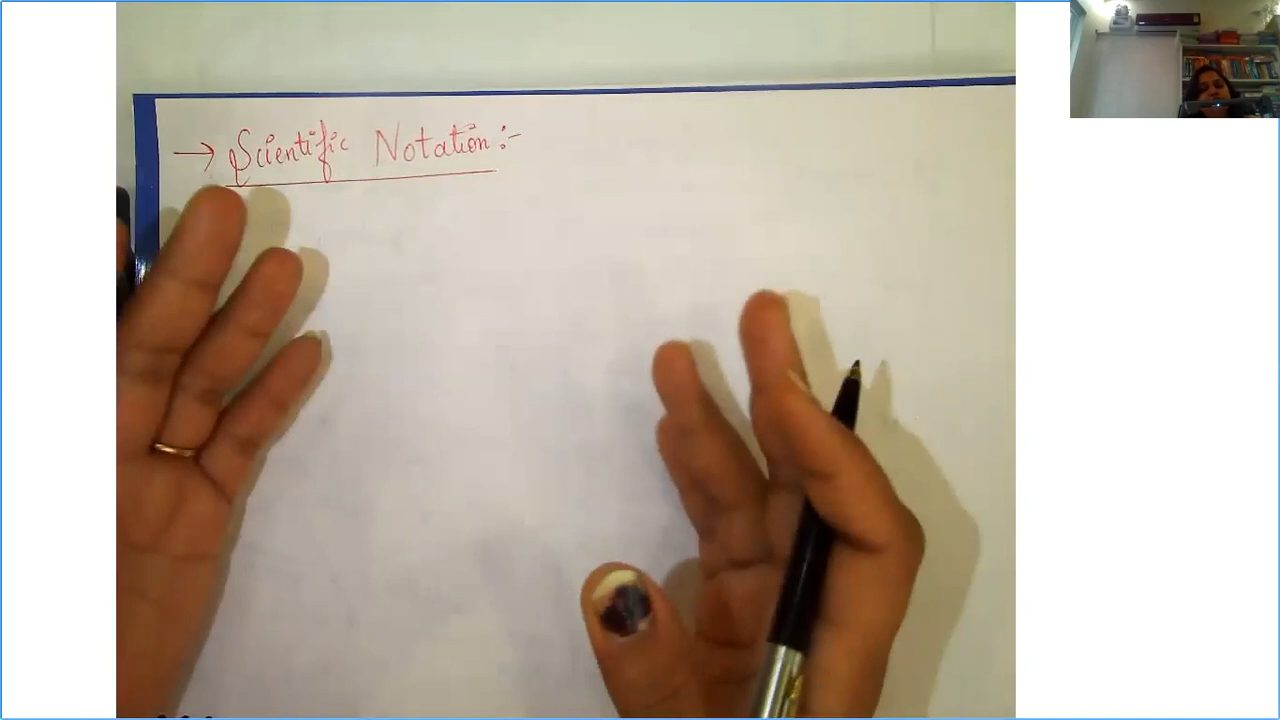 → Scientific Notation :-